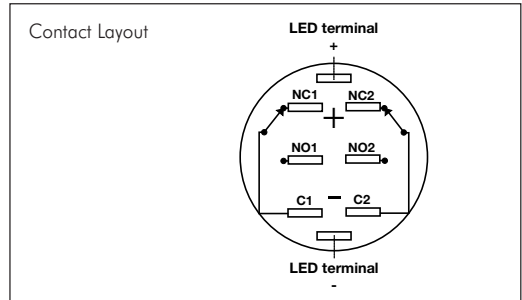 Contact Layout
LED terminal
+
NC1 NC2
+
NO1 NO2
-
C1 C2
LED terminal
-